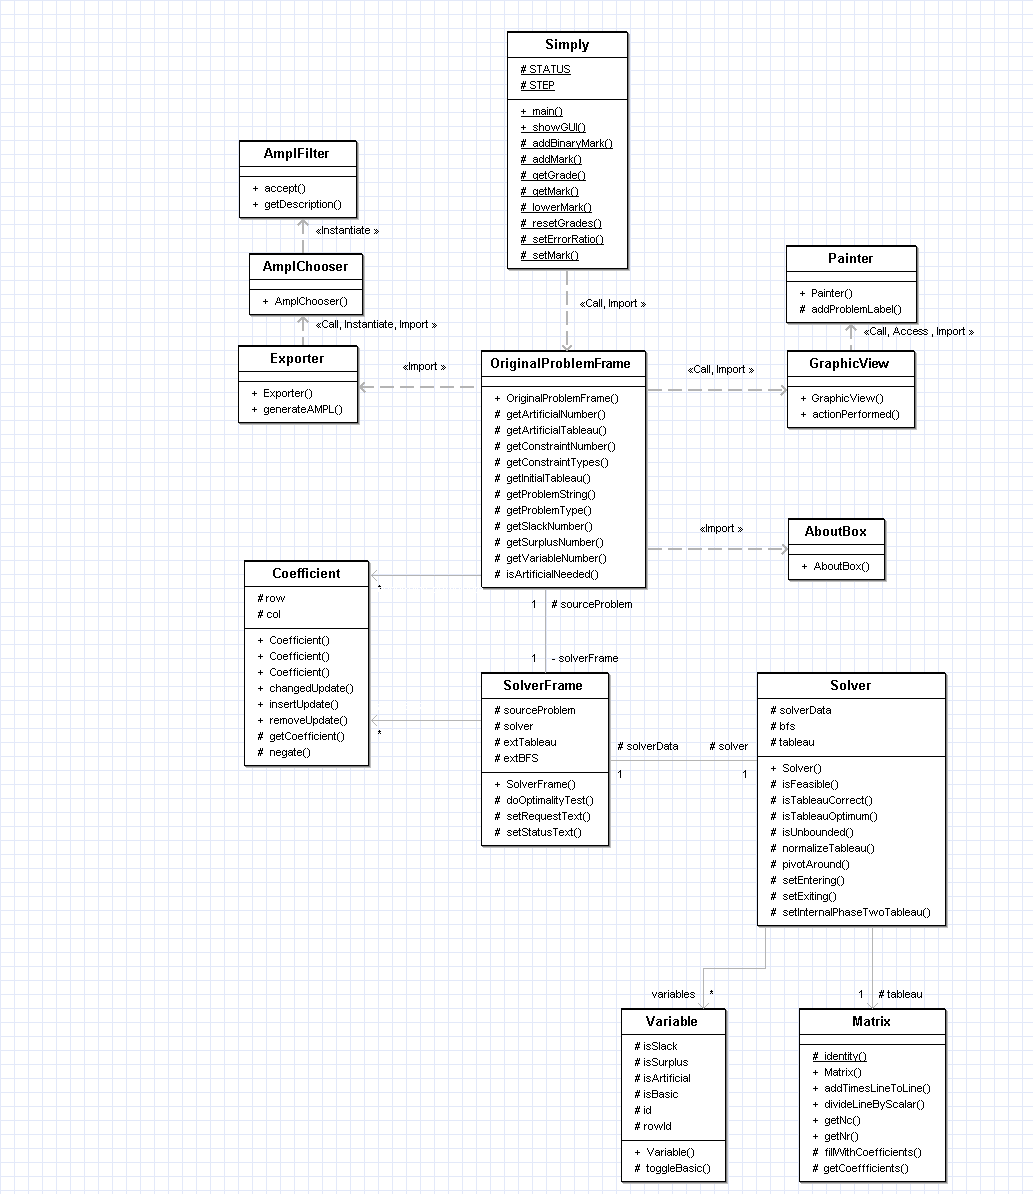 Simply
# STATUS
# STEP
+ main()
+ showGUI()
# addBinaryMark()
# addMark()
# getGrade()
# getMark()
# lowerMark()
# resetGrades()
# setErrorRatio()
# setMark()
AmplFilter
+ accept()
+ getDescription()
«Instantiate »
AmplChooser
+ AmplChooser()
«Call, Instantiate, Import »
Exporter
+ Exporter()
+ generateAMPL()
«Import »
«Call, Import »
OriginalProblemFrame
+ OriginalProblemFrame()
# getArtificialNumber()
# getArtificialTableau()
# getConstraintNumber()
# getConstraintTypes()
# getInitialTableau()
# getProblemString()
# getProblemType()
# getSlackNumber()
# getSurplusNumber()
# getVariableNumber()
# isArtificialNeeded()
Painter
+ Painter()
# addProblemLabel()
«Call, Access , Import »
«Call, Import »
GraphicView
+ GraphicView()
+ actionPerformed()
«Import »
AboutBox
+ AboutBox()
Coefficient
# row
# col
+ Coefficient()
+ Coefficient()
+ Coefficient()
+ changedUpdate()
+ insertUpdate()
+ removeUpdate()
# getCoefficient()
# negate()
*
*
1 # sourceProblem
1 - solverFrame
SolverFrame
# sourceProblem
# solver
# extTableau
# extBFS
+ SolverFrame()
# doOptimalityTest()
# setRequestText()
# setStatusText()
# solverData # solver
1 1
Solver
# solverData
# bfs
# tableau
+ Solver()
# isFeasible()
# isTableauCorrect()
# isTableauOptimum()
# isUnbounded()
# normalizeTableau()
# pivotAround()
# setEntering()
# setExiting()
# setInternalPhaseTwoTableau()
variables *
1 # tableau
Variable
# isSlack
# isSurplus
# isArtificial
# isBasic
# id
# rowId
+ Variable()
# toggleBasic()
Matrix
# identity()
+ Matrix()
+ addTimesLineToLine()
+ divideLineByScalar()
+ getNc()
+ getNr()
# fillWithCoefficients()
# getCoeffficients()